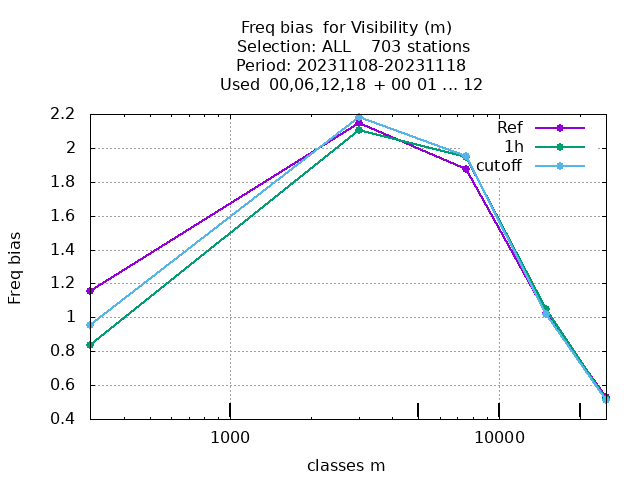 Freq bias  for Visibility (m)
Selection: ALL    703 stations
Period: 20231108-20231118
Used  00,06,12,18  + 00 01 ... 12
2.2
2
1.8
1.6
1.4
1.2
1
0.8
0.6
0.4
Freq bias
Ref
1h
cutoff
1000
10000
classes m